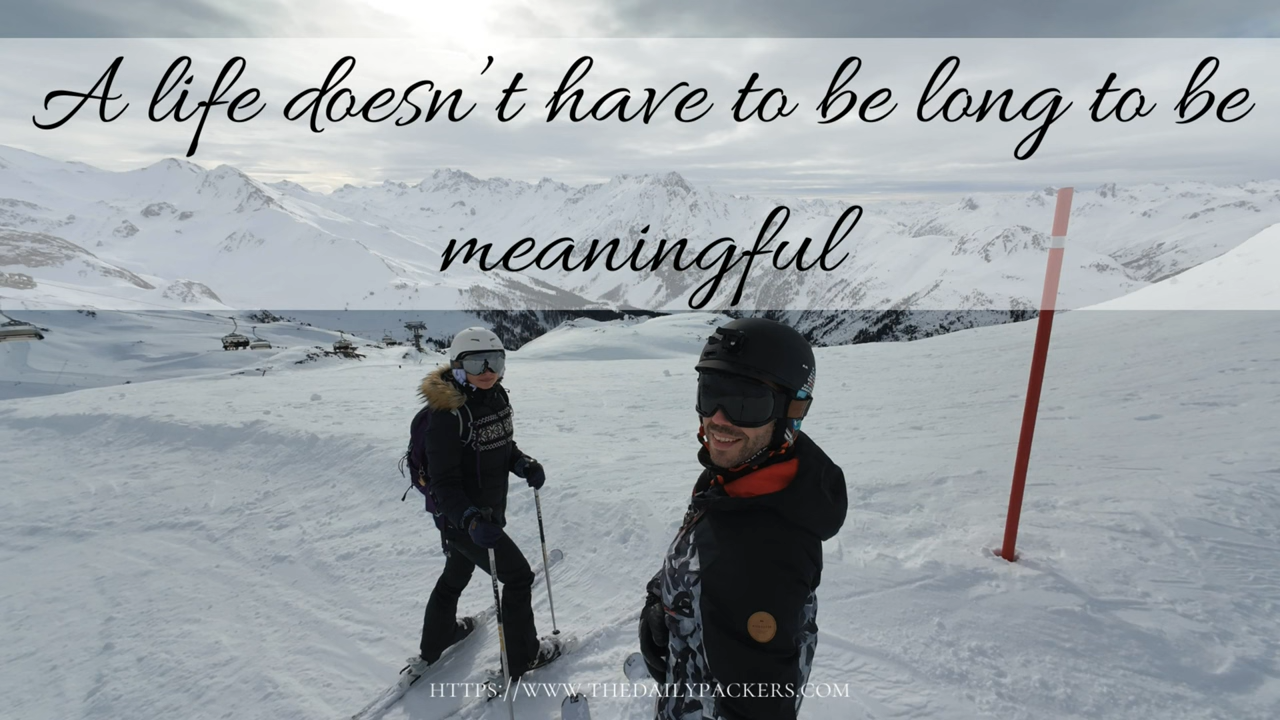 A life doesn't have to be long to be
meaningful
HTTPS://WWW.THEDAILYPACKERS.COM